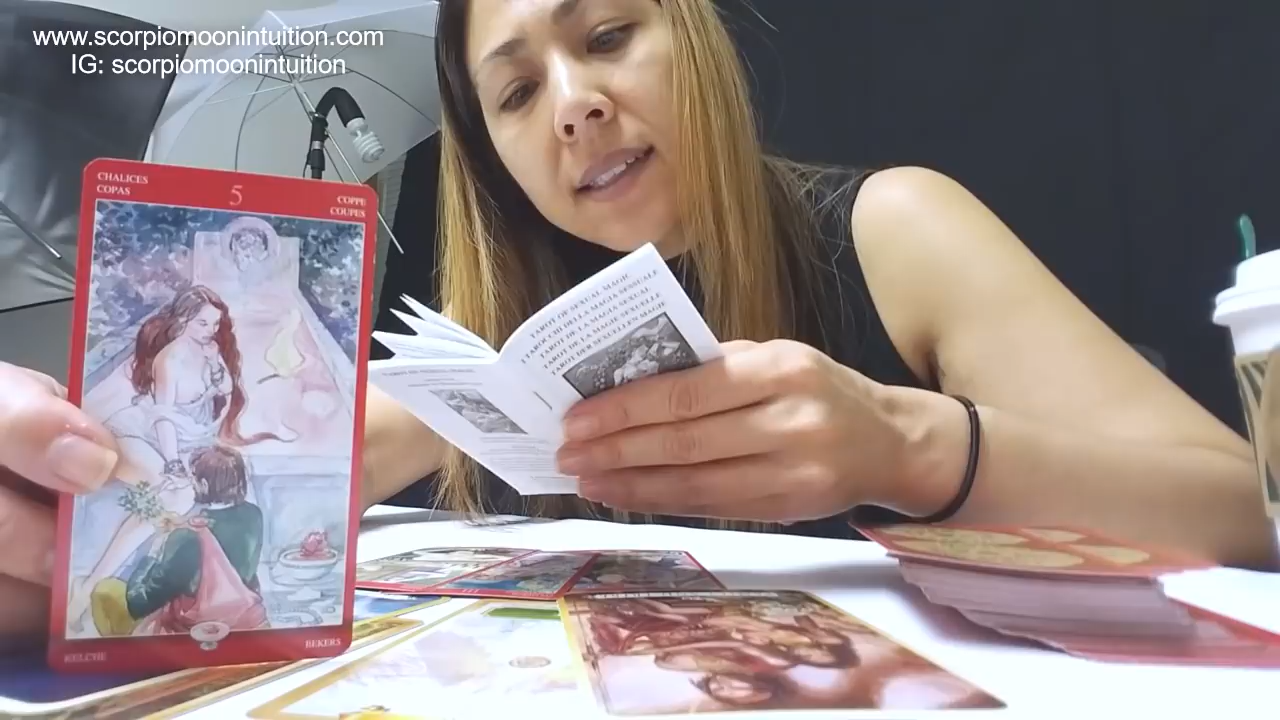 www.scorpiomoonintuition.com
IG: scorpiomoonintuition
CHALICES
COPAS
5
COPPE
COUPES
KELCHE
BEKERS
TAROT OF SEXUAL MAGIC
I TAROCCHI DELLA MAGIA SESSUALE
TAROT DE LA MAGIA SEXUAL
TAROT DE LA MAGIE SEXUELLE
TAROT DER SEXUELLEN MAGIE